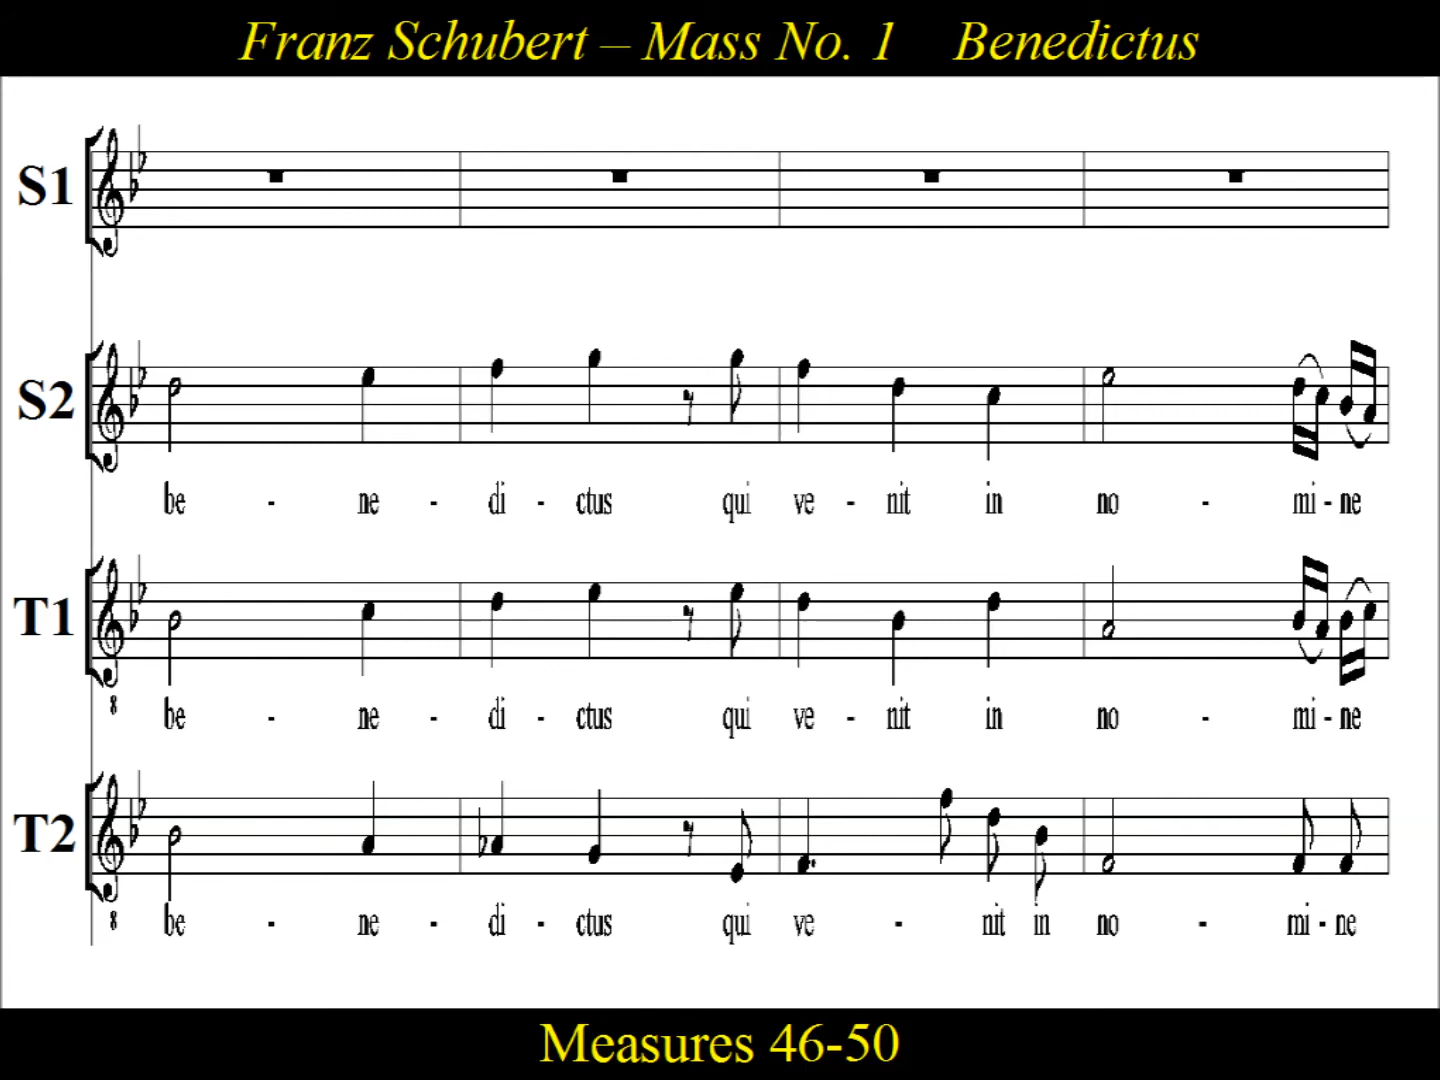 Franz Schubert – Mass No. 1 Benedictus
S1
S2
be - ne - di - ctus qui ve - nit in no - mi - ne
T1
8 be - ne - di - ctus qui ve - nit in no - mi - ne
T2
8 be - ne - di - ctus qui ve - nit in no - mi - ne
Measures 46-50